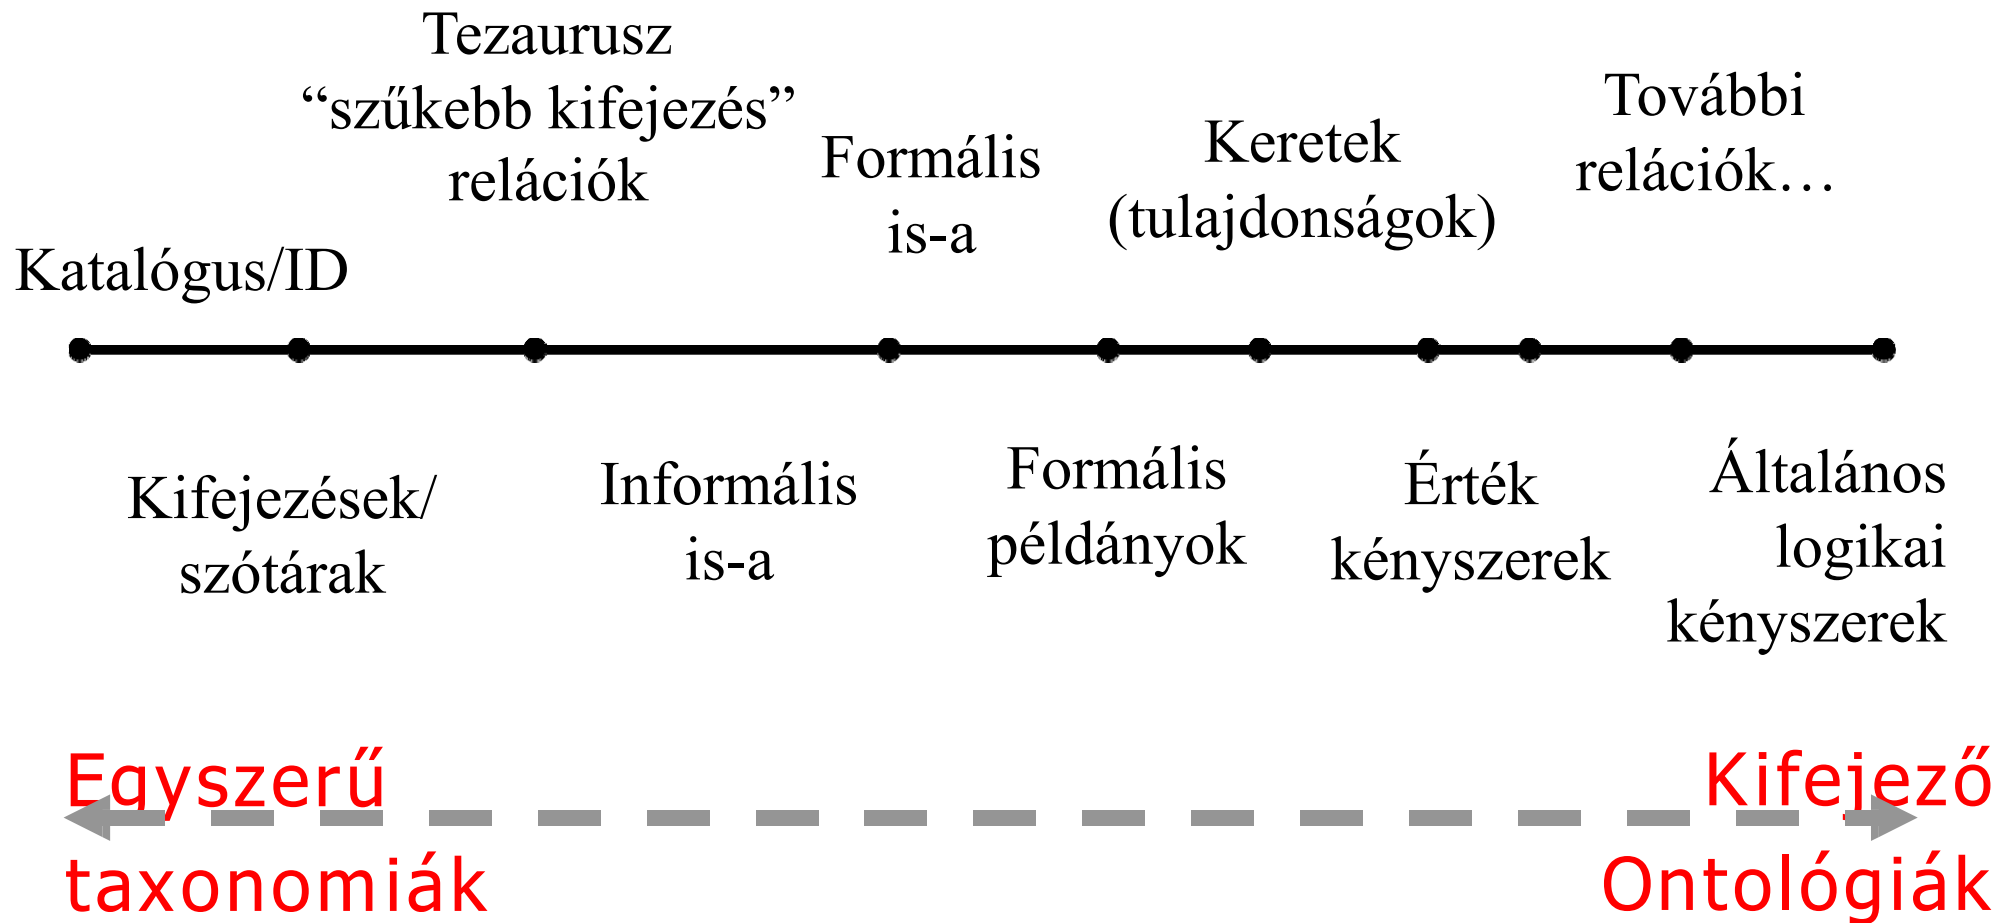 Tezaurusz
“szűkebb kifejezés”
relációk
Katalógus/ID
Formális
is-a
Keretek
(tulajdonságok)
További
relációk…
Kifejezések/
szótárak
Informális
is-a
Formális
példányok
Érték
kényszerek
Általános
logikai
kényszerek
Egyszerű
taxonomiák
Kifejező
Ontológiák